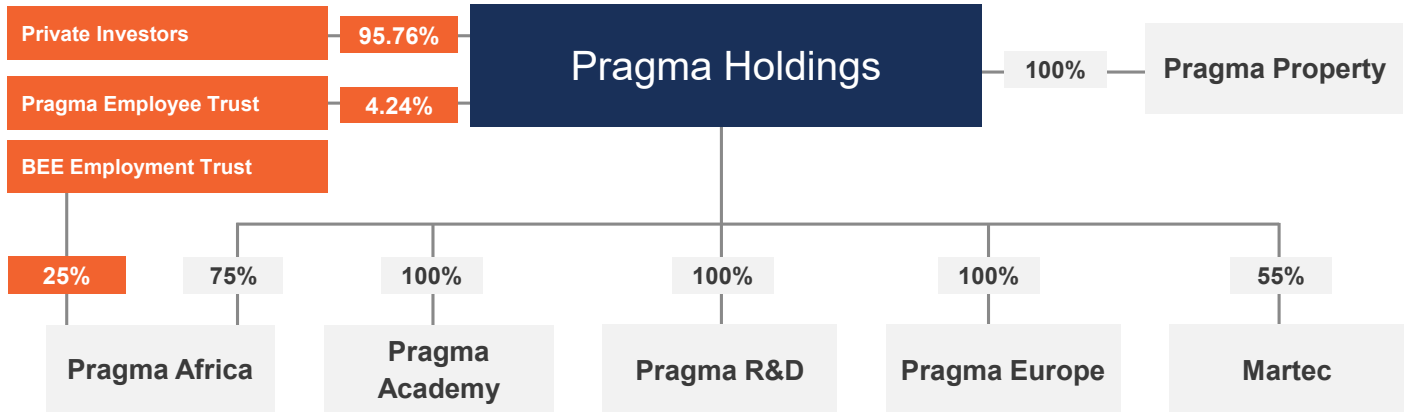 Private Investors
95.76%
Pragma Holdings
100%
Pragma Property
Pragma Employee Trust
4.24%
BEE Employment Trust
25%
75%
100%
100%
100%
55%
Pragma Africa
Pragma
Academy
Pragma R&D
Pragma Europe
Martec